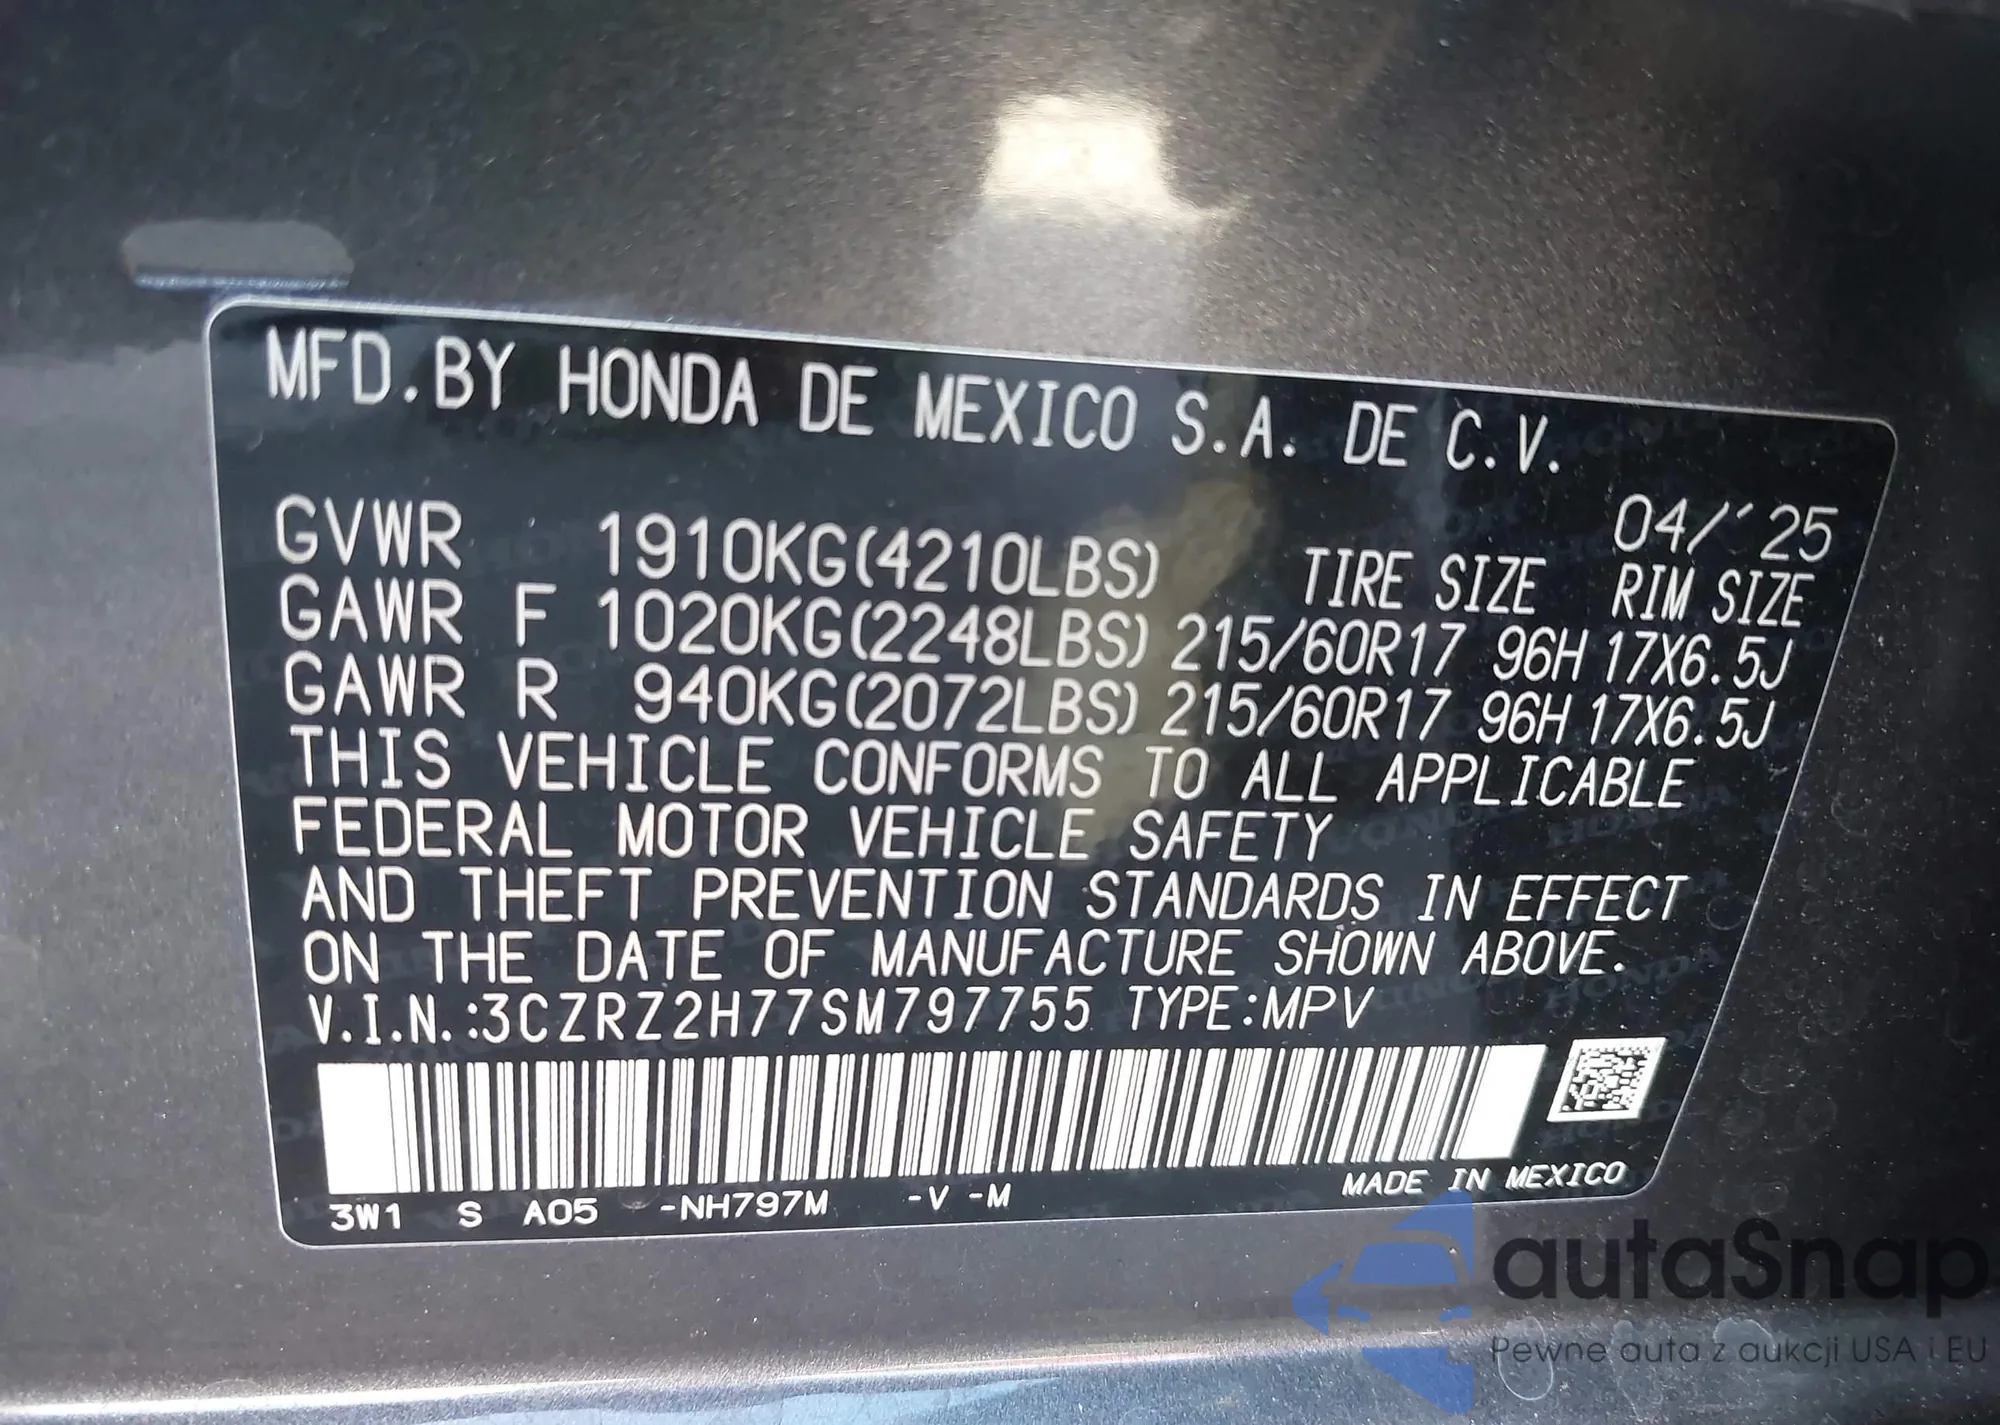 MFD.BY HONDA DE MEXICO S.A. DE C.V.
04/´25
GVWR 1910KG(4210LBS) TIRE SIZE RIM SIZE
GAWR F 1020KG(2248LBS) 215/60R17 96H 17X6.5J
GAWR R 940KG(2072LBS) 215/60R17 96H 17X6.5J
THIS VEHICLE CONFORMS TO ALL APPLICABLE
FEDERAL MOTOR VEHICLE SAFETY
AND THEFT PREVENTION STANDARDS IN EFFECT
ON THE DATE OF MANUFACTURE SHOWN ABOVE.
V.I.N.:3CZRZ2H77SM797755 TYPE:MPV
3W1 S A05 -NH797M -V -M MADE IN MEXICO
autaSnap
Pewne auta z aukcji USA i EU